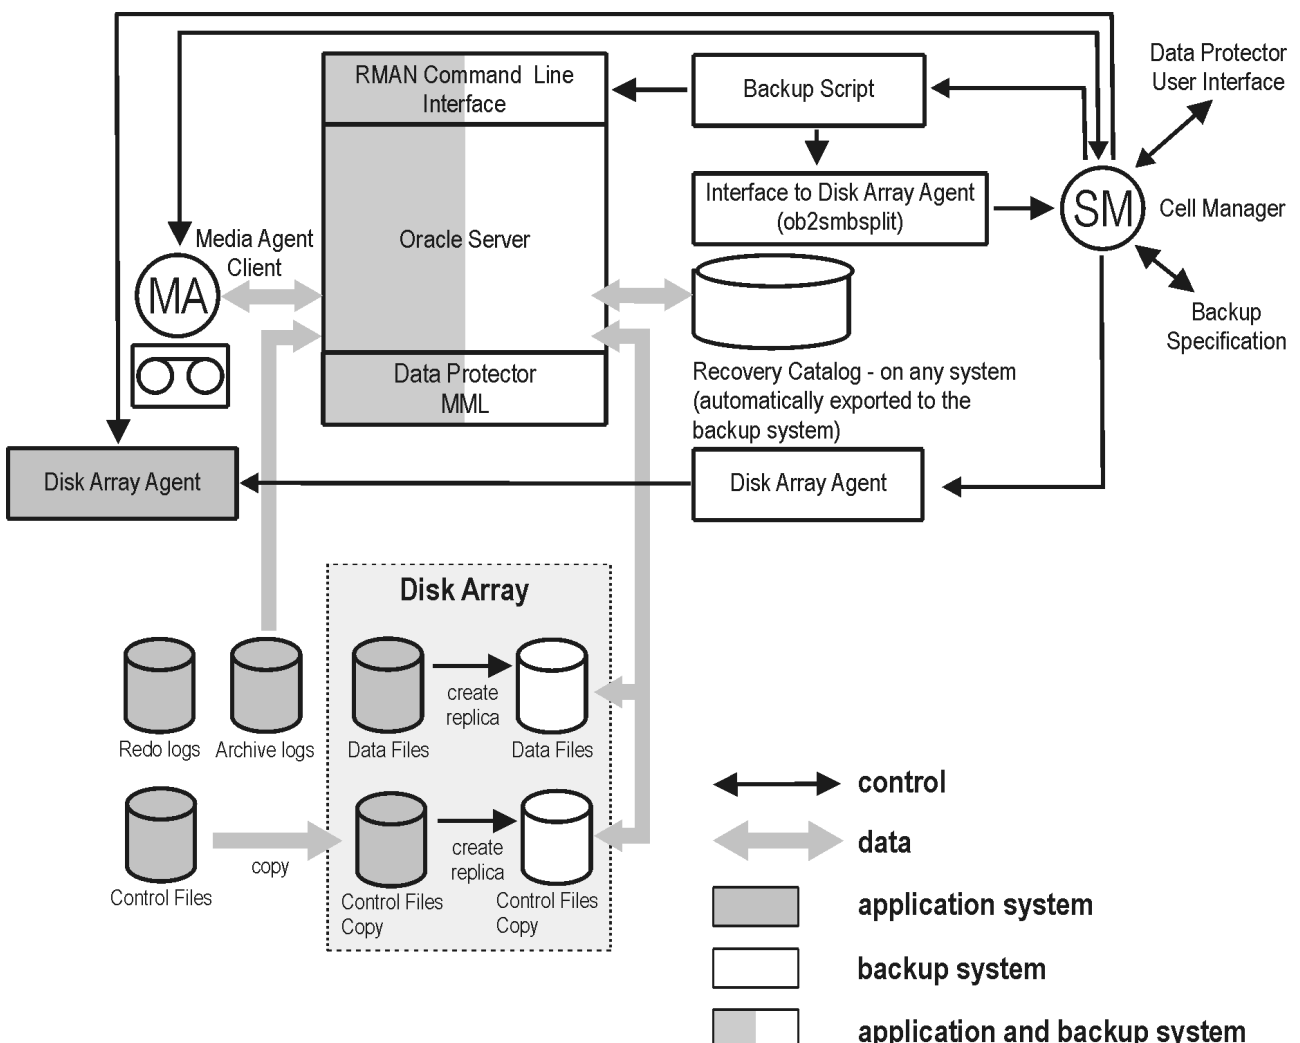 Data Protector
User Interface
RMAN Command Line
Interface
Backup Script
Interface to Disk Array Agent
(ob2smbsplit)
SM
Cell Manager
Media Agent
Client
Oracle Server
MA
Backup
Specification
Data Protector
MML
Recovery Catalog - on any system
(automatically exported to the
backup system)
Disk Array Agent
Disk Array Agent
Disk Array
create
replica
Redo logs
Archive logs
Data Files
Data Files
copy
create
replica
Control Files
Control Files
Copy
Control Files
Copy
control
data
application system
backup system
application and backup system